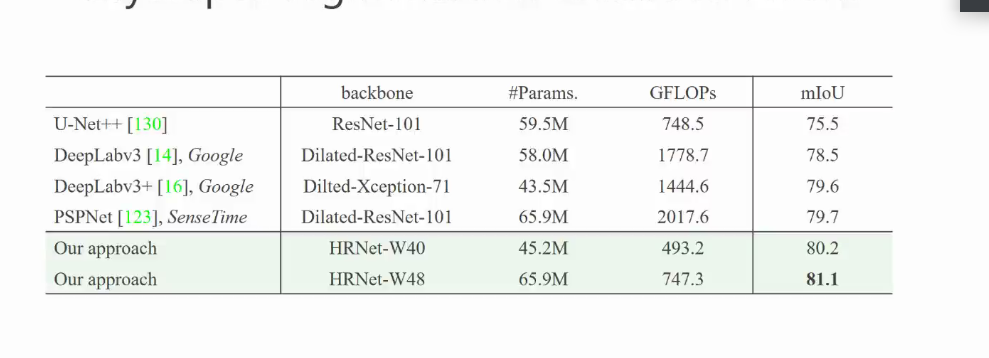 backbone #Params. GFLOPs mIoU
U-Net++ [130] ResNet-101 59.5M 748.5 75.5
DeepLabv3 [14], Google Dilated-ResNet-101 58.0M 1778.7 78.5
DeepLabv3+ [16], Google Dilted-Xception-71 43.5M 1444.6 79.6
PSPNet [123], SenseTime Dilated-ResNet-101 65.9M 2017.6 79.7
Our approach HRNet-W40 45.2M 493.2 80.2
Our approach HRNet-W48 65.9M 747.3 81.1